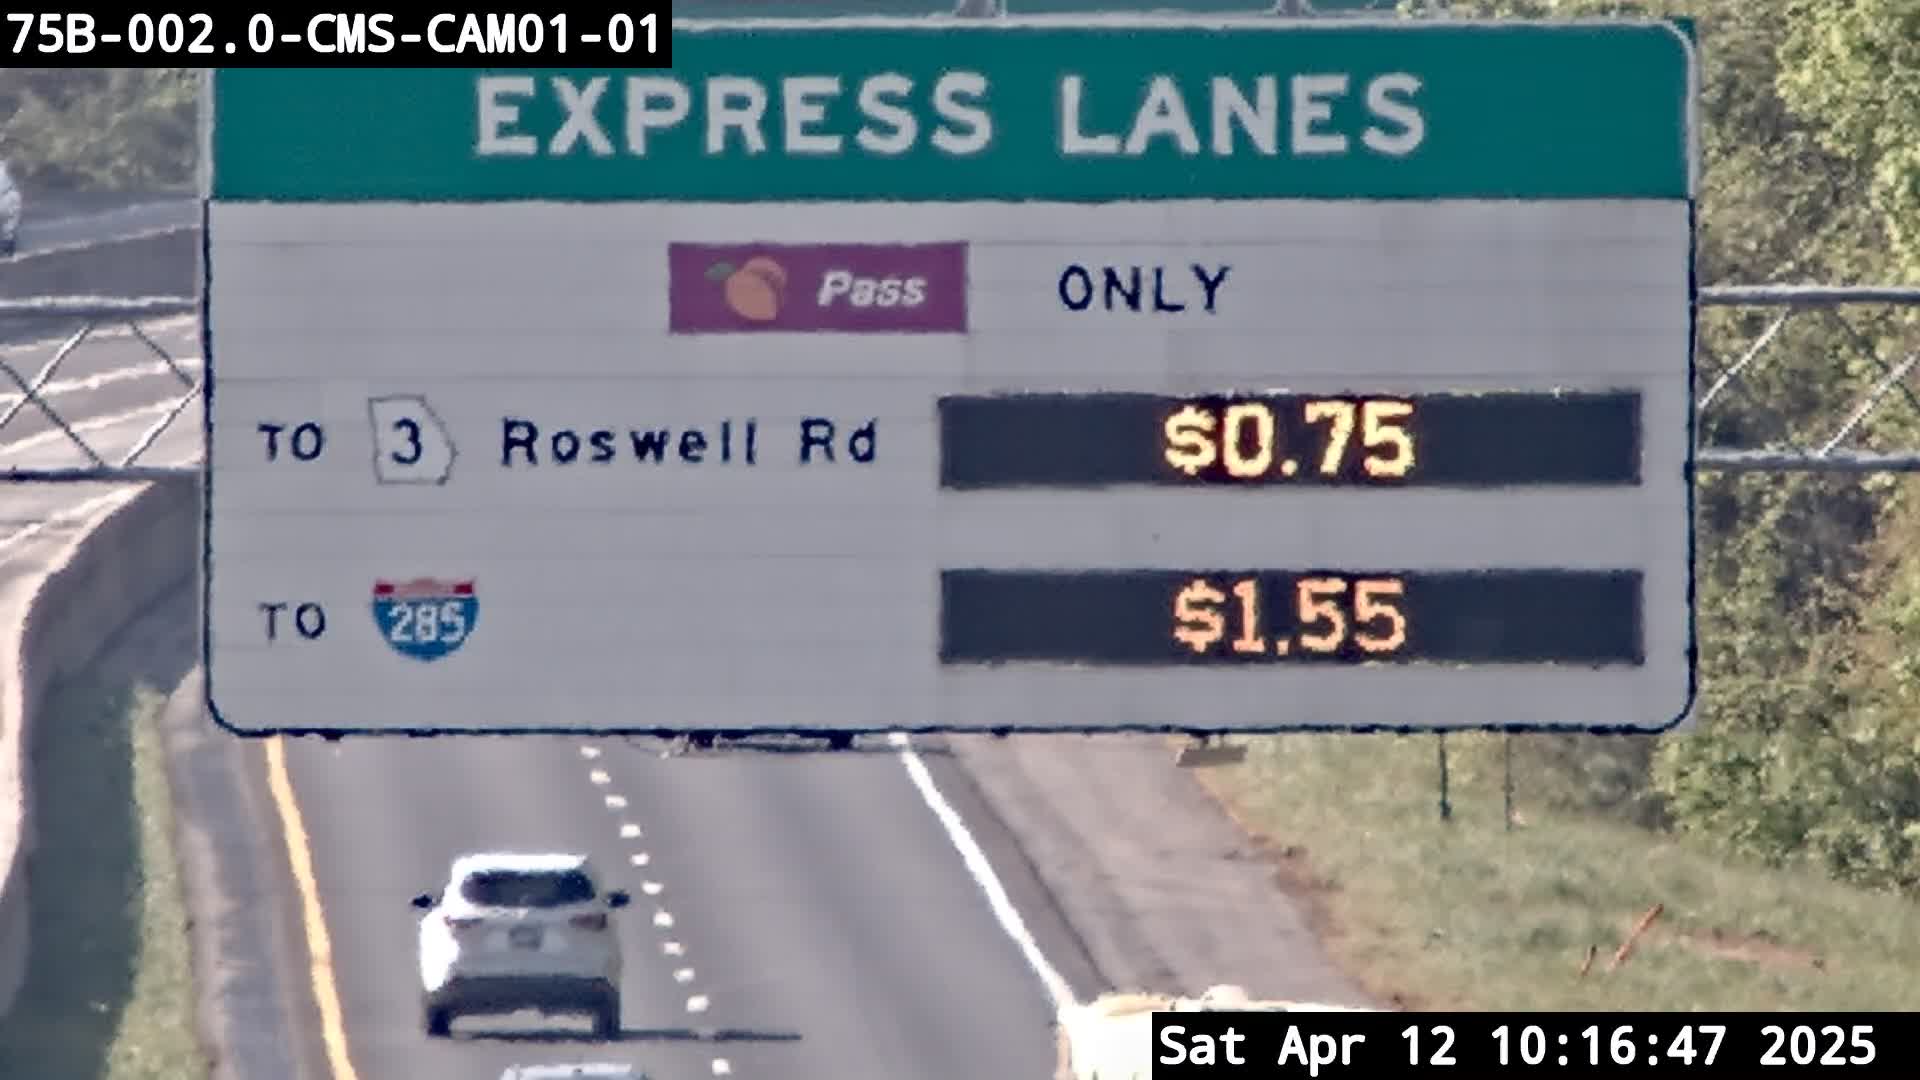 75B-002.0-CMS-CAM01-01
EXPRESS LANES
Pass ONLY
TO 3 Roswell Rd $0.75
TO 285 $1.55
Sat Apr 12 10:16:47 2025